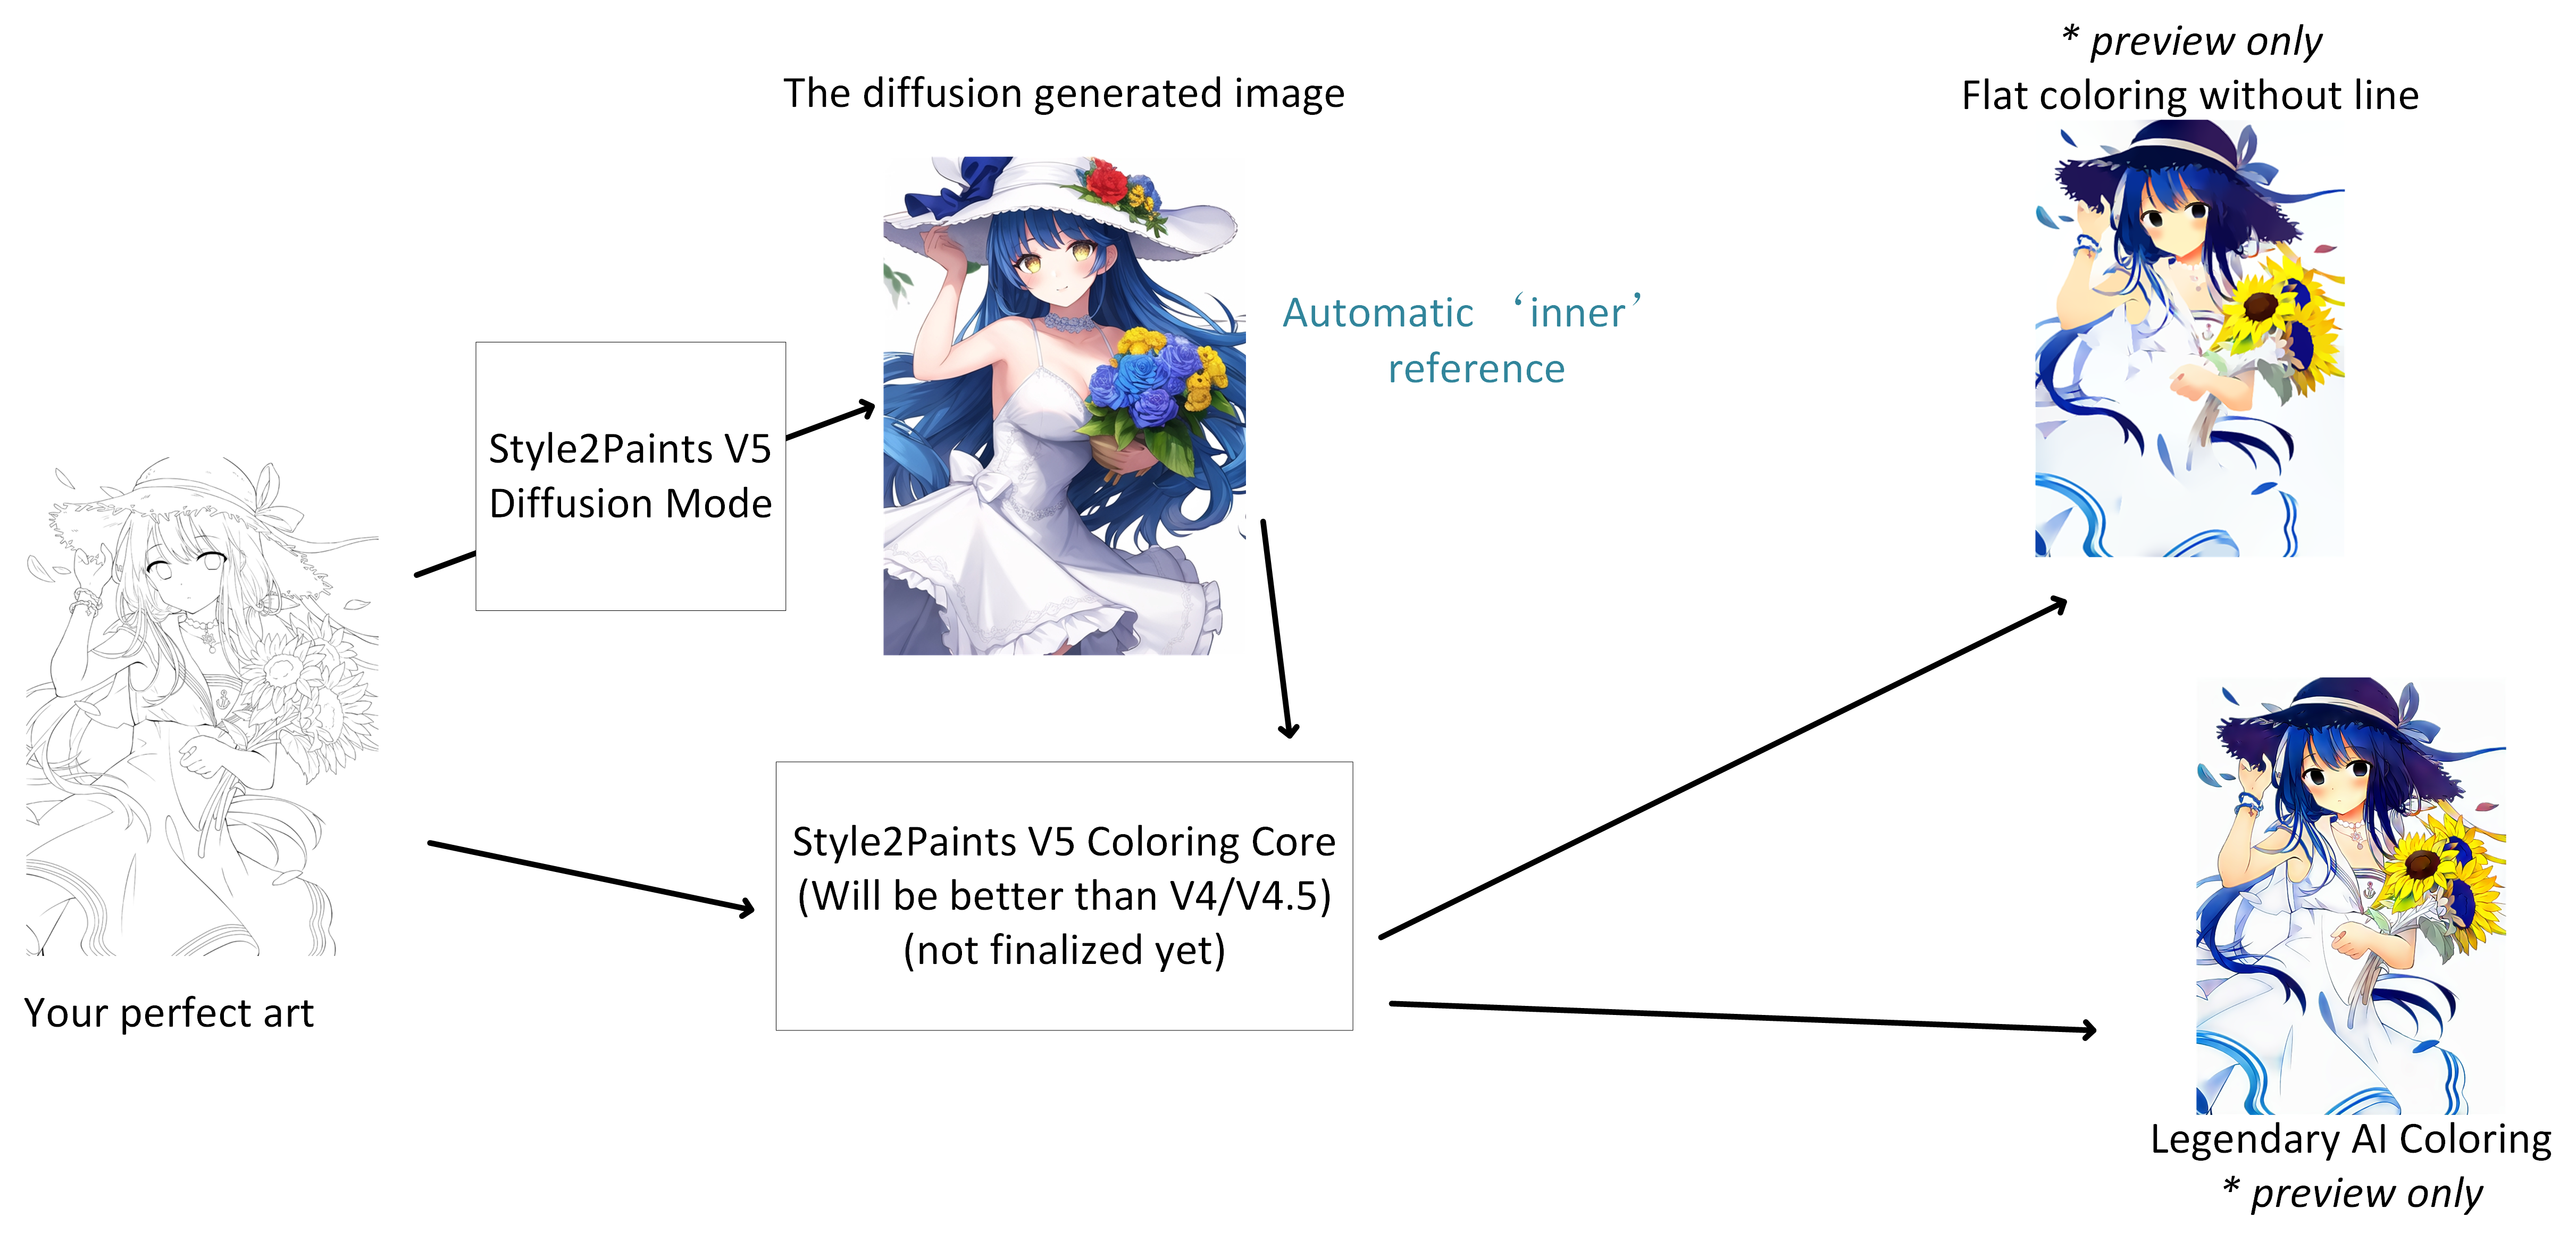 * preview only
Flat coloring without line
The diffusion generated image
Automatic ‘inner’
reference
Style2Paints V5
Diffusion Mode
Style2Paints V5 Coloring Core
(Will be better than V4/V4.5)
(not finalized yet)
Your perfect art
Legendary AI Coloring
* preview only